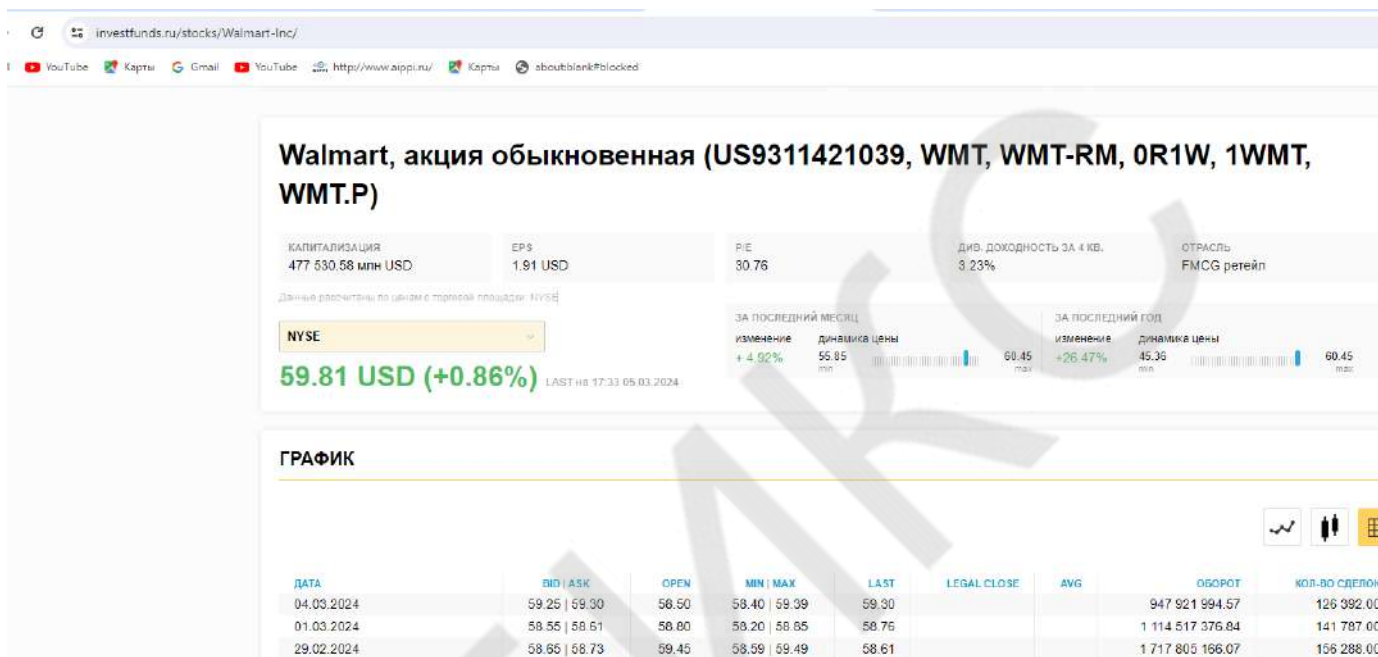 investfunds.ru/stocks/Walmart-Inc/
YouTube Карты Gmail YouTube http://www.aippi.ru/ Карты about:blank#blocked
Walmart, акция обыкновенная (US9311421039, WMT, WMT-RM, 0R1W, 1WMT,
WMT.P)
КАПИТАЛИЗАЦИЯ EPS P/E ДИВ. ДОХОДНОСТЬ ЗА 4 КВ. ОТРАСЛЬ
477 530.58 млн USD 1.91 USD 30.76 3.23% FMCG ретейл
Данные рассчитаны по ценам с торговой площадки: NYSE
ЗА ПОСЛЕДНИЙ МЕСЯЦ ЗА ПОСЛЕДНИЙ ГОД
NYSE изменение динамика цены изменение динамика цены
+ 4.92% 55.85 60.45 +26.47% 45.36 60.45
min max min max
59.81 USD (+0.86%) LAST на 17:33 05.03.2024
ГРАФИК
ДАТА BID | ASK OPEN MIN | MAX LAST LEGAL CLOSE AVG ОБОРОТ КОЛ-ВО СДЕЛОК
04.03.2024 59.25 | 59.30 58.50 58.40 | 59.39 59.30 947 921 994.57 126 392.00
01.03.2024 58.55 | 58.61 58.80 58.20 | 58.85 58.76 1 114 517 376.84 141 787.00
29.02.2024 58.65 | 58.73 59.45 58.59 | 59.49 58.61 1 717 805 166.07 156 288.00
ИКС